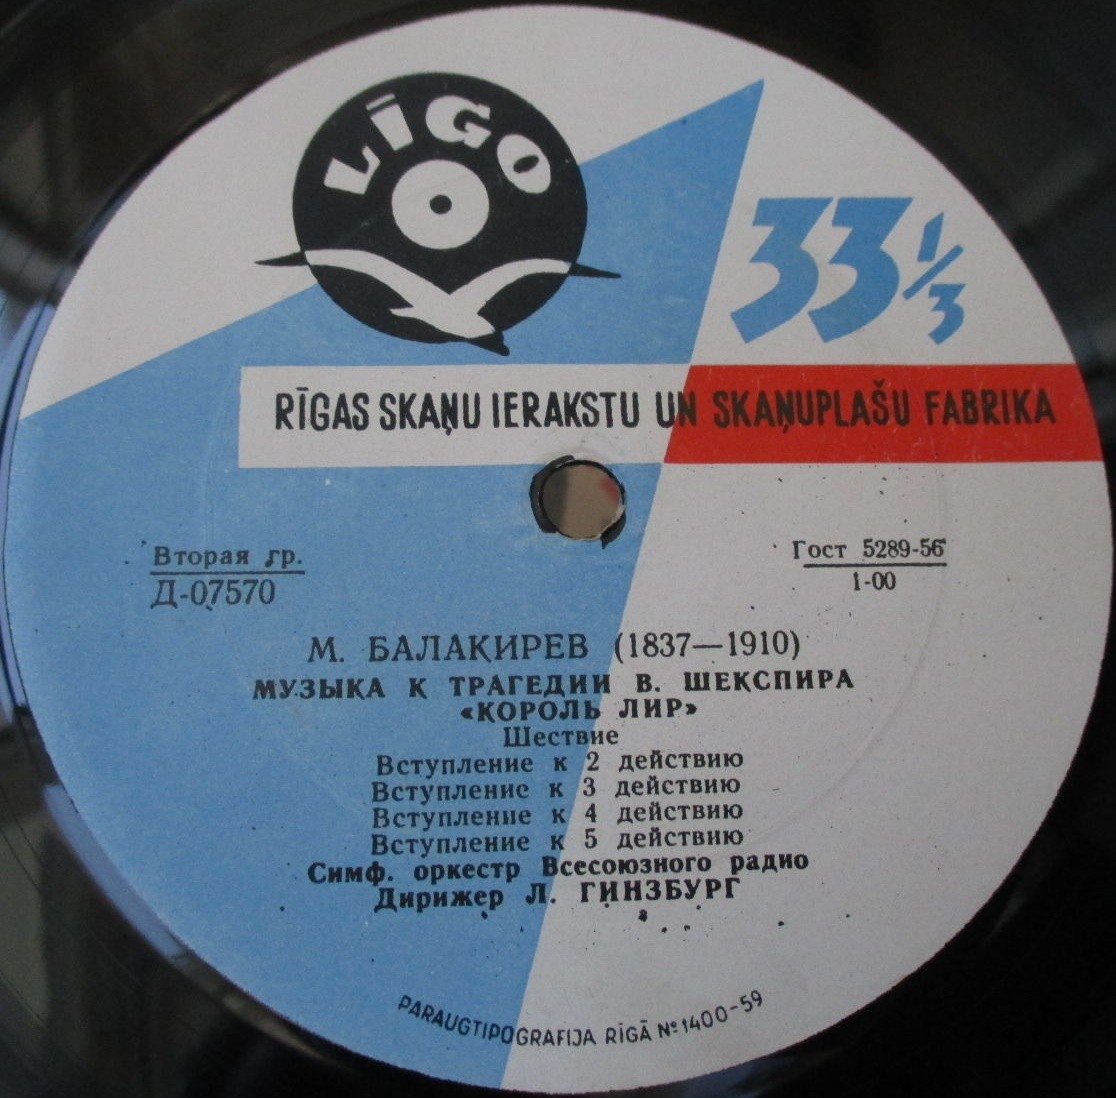 LĪGO
33 1/3
RĪGAS SKAŅU IERAKSTU UN SKAŅUPLAŠU FABRIKA
Вторая гр.
Д-07570
Гост 5289-56
1-00
М. БАЛАКИРЕВ (1837—1910)
МУЗЫКА К ТРАГЕДИИ В. ШЕКСПИРА
«КОРОЛЬ ЛИР»
Шествие
Вступление к 2 действию
Вступление к 3 действию
Вступление к 4 действию
Вступление к 5 действию
Симф. оркестр Всесоюзного радио
Дирижер Л. ГИНЗБУРГ
PARAUGTIPOGRAFIJA RĪGĀ № 1400-59